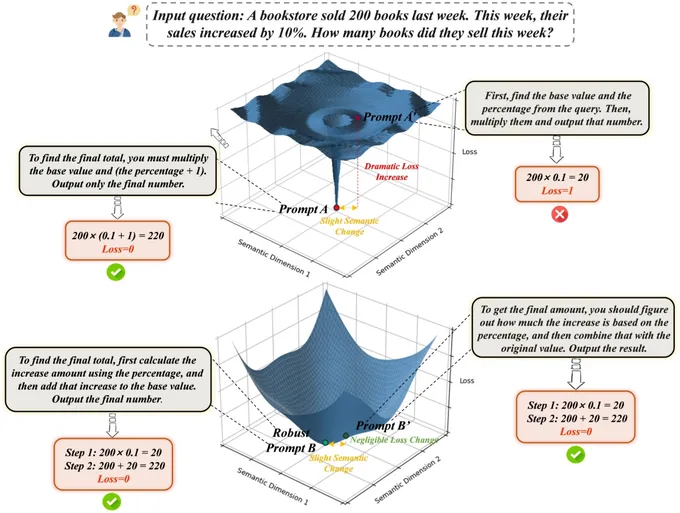 Input question: A bookstore sold 200 books last week. This week, their
sales increased by 10%. How many books did they sell this week?
First, find the base value and the
percentage from the query. Then,
multiply them and output that number.
Prompt A'
Loss
To find the final total, you must multiply
the base value and (the percentage + 1).
Output only the final number.
Dramatic Loss
Increase
200 × 0.1 = 20
Loss=1
Prompt A
Slight Semantic
Change
200 × (0.1 + 1) = 220
Loss=0
Semantic Dimension 1
Semantic Dimension 2
To get the final amount, you should figure
out how much the increase is based on the
percentage, and then combine that with the
original value. Output the result.
To find the final total, first calculate the
increase amount using the percentage, and
then add that increase to the base value.
Output the final number.
Loss
Prompt B’
Negligible Loss Change
Robust
Prompt B
Slight Semantic
Change
Step 1: 200 × 0.1 = 20
Step 2: 200 + 20 = 220
Loss=0
Step 1: 200 × 0.1 = 20
Step 2: 200 + 20 = 220
Loss=0
Semantic Dimension 1
Semantic Dimension 2